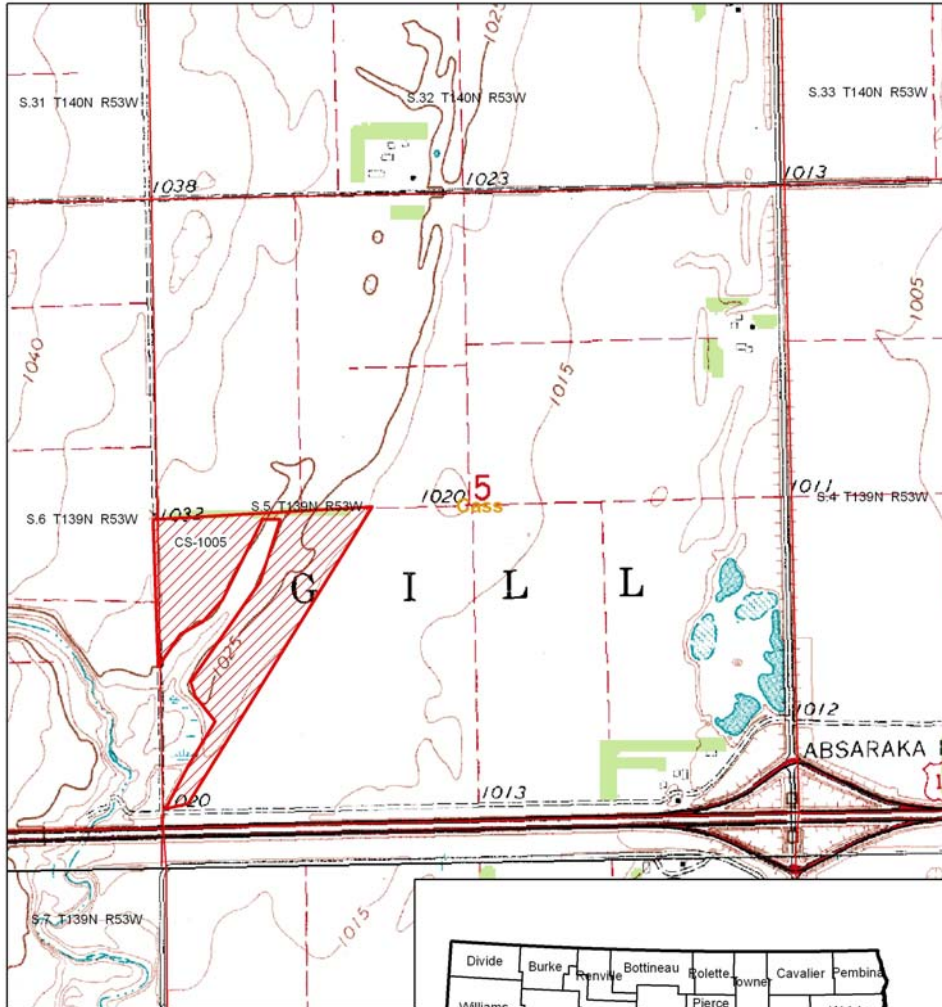 1025
S.31 T140N R53W
S.32 T140N R53W
S.33 T140N R53W
1038
1023
1013
1040
1015
1005
1020
5
Cass
1011
S.6 T139N R53W
1032
S.5 T139N R53W
S.4 T139N R53W
CS-1005
G I L L
1025
1012
ABSARAKA
1020
1013
S.7 T139N R53W
1015
Divide
Burke
Renville
Bottineau
Rolette
Towner
Cavalier
Pembina
Williams
Pierce